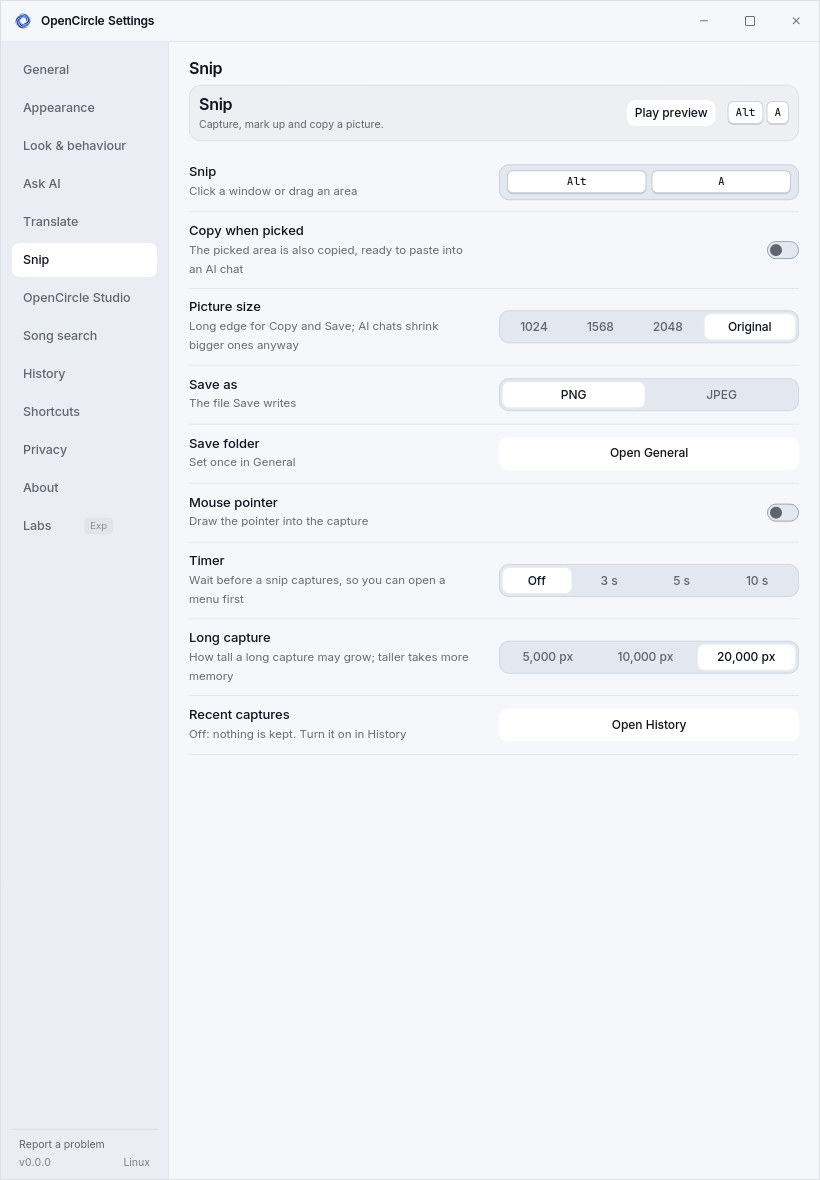 OpenCircle Settings
General
Appearance
Look & behaviour
Ask AI
Translate
Snip
OpenCircle Studio
Song search
History
Shortcuts
Privacy
About
Labs Exp
Report a problem
v0.0.0 Linux
Snip
Snip
Capture, mark up and copy a picture.
Play preview Alt A
Snip
Click a window or drag an area
Alt A
Copy when picked
The picked area is also copied, ready to paste into
an AI chat
Picture size
Long edge for Copy and Save; AI chats shrink
bigger ones anyway
1024 1568 2048 Original
Save as
The file Save writes
PNG JPEG
Save folder
Set once in General
Open General
Mouse pointer
Draw the pointer into the capture
Timer
Wait before a snip captures, so you can open a
menu first
Off 3 s 5 s 10 s
Long capture
How tall a long capture may grow; taller takes more
memory
5,000 px 10,000 px 20,000 px
Recent captures
Off: nothing is kept. Turn it on in History
Open History